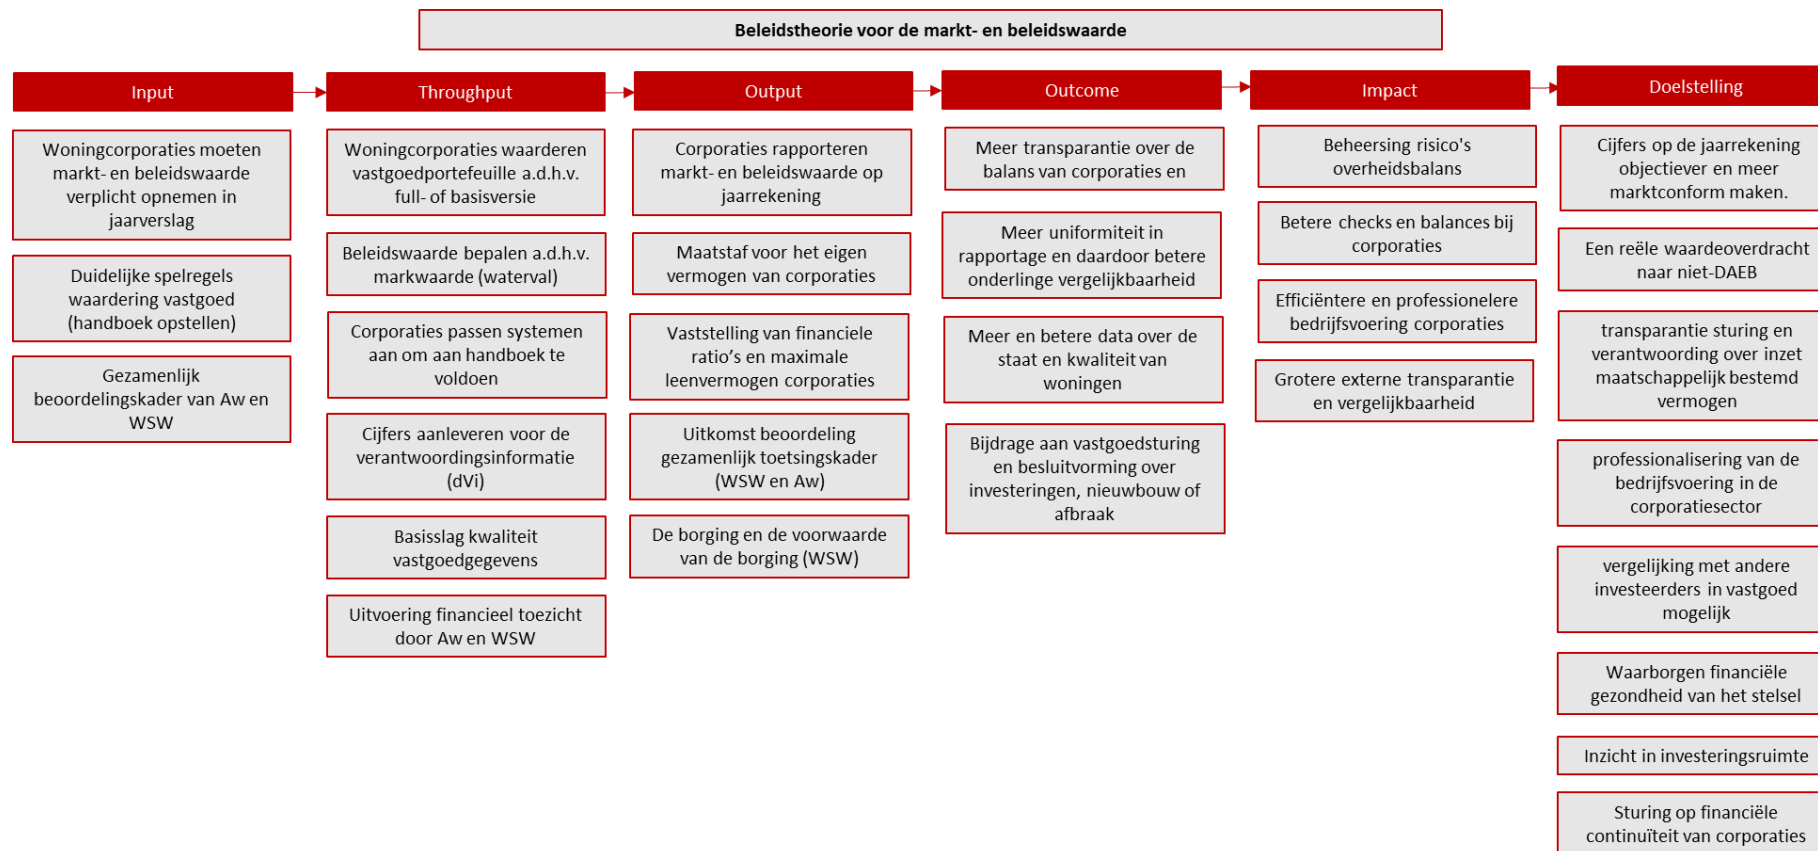 Beleidstheorie voor de markt- en beleidswaarde
Input
Woningcorporaties moeten
markt- en beleidswaarde
verplicht opnemen in
jaarverslag
Duidelijke spelregels
waardering vastgoed
(handboek opstellen)
Gezamenlijk
beoordelingskader van Aw en
WSW
Throughput
Woningcorporaties waarderen
vastgoedportefeuille a.d.h.v.
full- of basisversie
Beleidswaarde bepalen a.d.h.v.
markwaarde (waterval)
Corporaties passen systemen
aan om aan handboek te
voldoen
Cijfers aanleveren voor de
verantwoordingsinformatie
(dVi)
Basisslag kwaliteit
vastgoedgegevens
Uitvoering financieel toezicht
door Aw en WSW
Output
Corporaties rapporteren
markt- en beleidswaarde op
jaarrekening
Maatstaf voor het eigen
vermogen van corporaties
Vaststelling van financiele
ratio's en maximale
leenvermogen corporaties
Uitkomst beoordeling
gezamenlijk toetsingskader
(WSW en Aw)
De borging en de voorwaarde
van de borging (WSW)
Outcome
Meer transparantie over de
balans van corporaties en
Meer uniformiteit in
rapportage en daardoor betere
onderlinge vergelijkbaarheid
Meer en betere data over de
staat en kwaliteit van
woningen
Bijdrage aan vastgoedsturing
en besluitvorming over
investeringen, nieuwbouw of
afbraak
Impact
Beheersing risico's
overheidsbalans
Betere checks en balances bij
corporaties
Efficiëntere en professionelere
bedrijfsvoering corporaties
Grotere externe transparantie
en vergelijkbaarheid
Doelstelling
Cijfers op de jaarrekening
objectiever en meer
marktconform maken.
Een reële waardeoverdracht
naar niet-DAEB
transparantie sturing en
verantwoording over inzet
maatschappelijk bestemd
vermogen
professionalisering van de
bedrijfsvoering in de
corporatiesector
vergelijking met andere
investeerders in vastgoed
mogelijk
Waarborgen financiële
gezondheid van het stelsel
Inzicht in investeringsruimte
Sturing op financiële
continuïteit van corporaties